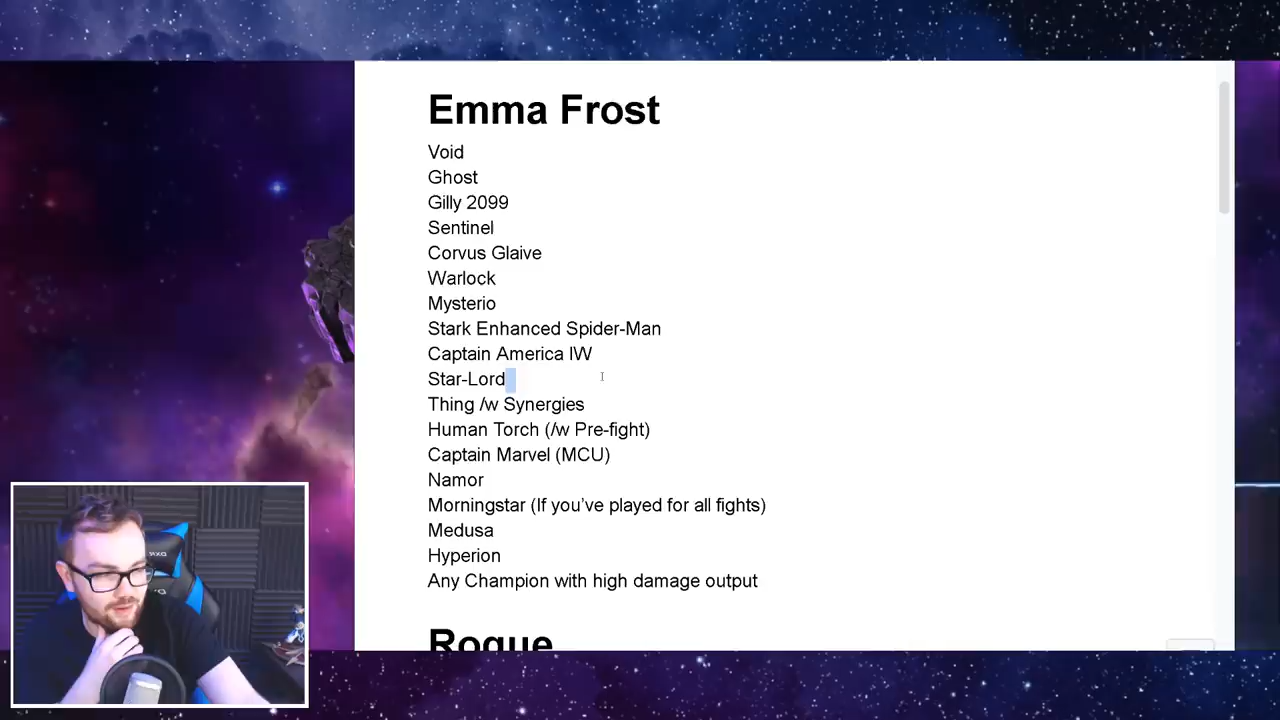 Emma Frost
Void
Ghost
Gilly 2099
Sentinel
Corvus Glaive
Warlock
Mysterio
Stark Enhanced Spider-Man
Captain America IW
Star-Lord
Thing /w Synergies
Human Torch (/w Pre-fight)
Captain Marvel (MCU)
Namor
Morningstar (If you’ve played for all fights)
Medusa
Hyperion
Any Champion with high damage output
Rogue